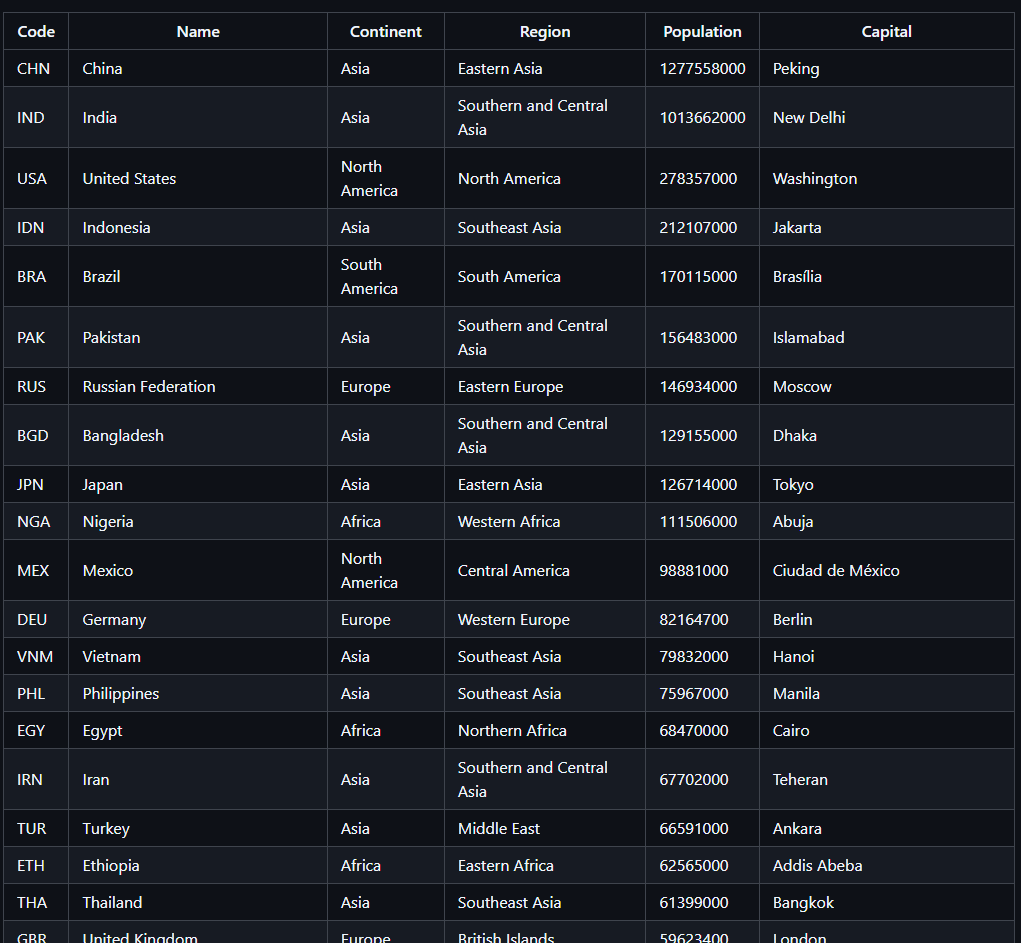 Code Name Continent Region Population Capital
CHN China Asia Eastern Asia 1277558000 Peking
IND India Asia Southern and Central Asia 1013662000 New Delhi
USA United States North America North America 278357000 Washington
IDN Indonesia Asia Southeast Asia 212107000 Jakarta
BRA Brazil South America South America 170115000 Brasília
PAK Pakistan Asia Southern and Central Asia 156483000 Islamabad
RUS Russian Federation Europe Eastern Europe 146934000 Moscow
BGD Bangladesh Asia Southern and Central Asia 129155000 Dhaka
JPN Japan Asia Eastern Asia 126714000 Tokyo
NGA Nigeria Africa Western Africa 111506000 Abuja
MEX Mexico North America Central America 98881000 Ciudad de México
DEU Germany Europe Western Europe 82164700 Berlin
VNM Vietnam Asia Southeast Asia 79832000 Hanoi
PHL Philippines Asia Southeast Asia 75967000 Manila
EGY Egypt Africa Northern Africa 68470000 Cairo
IRN Iran Asia Southern and Central Asia 67702000 Teheran
TUR Turkey Asia Middle East 66591000 Ankara
ETH Ethiopia Africa Eastern Africa 62565000 Addis Abeba
THA Thailand Asia Southeast Asia 61399000 Bangkok
GBR United Kingdom Europe British Islands 59623400 London